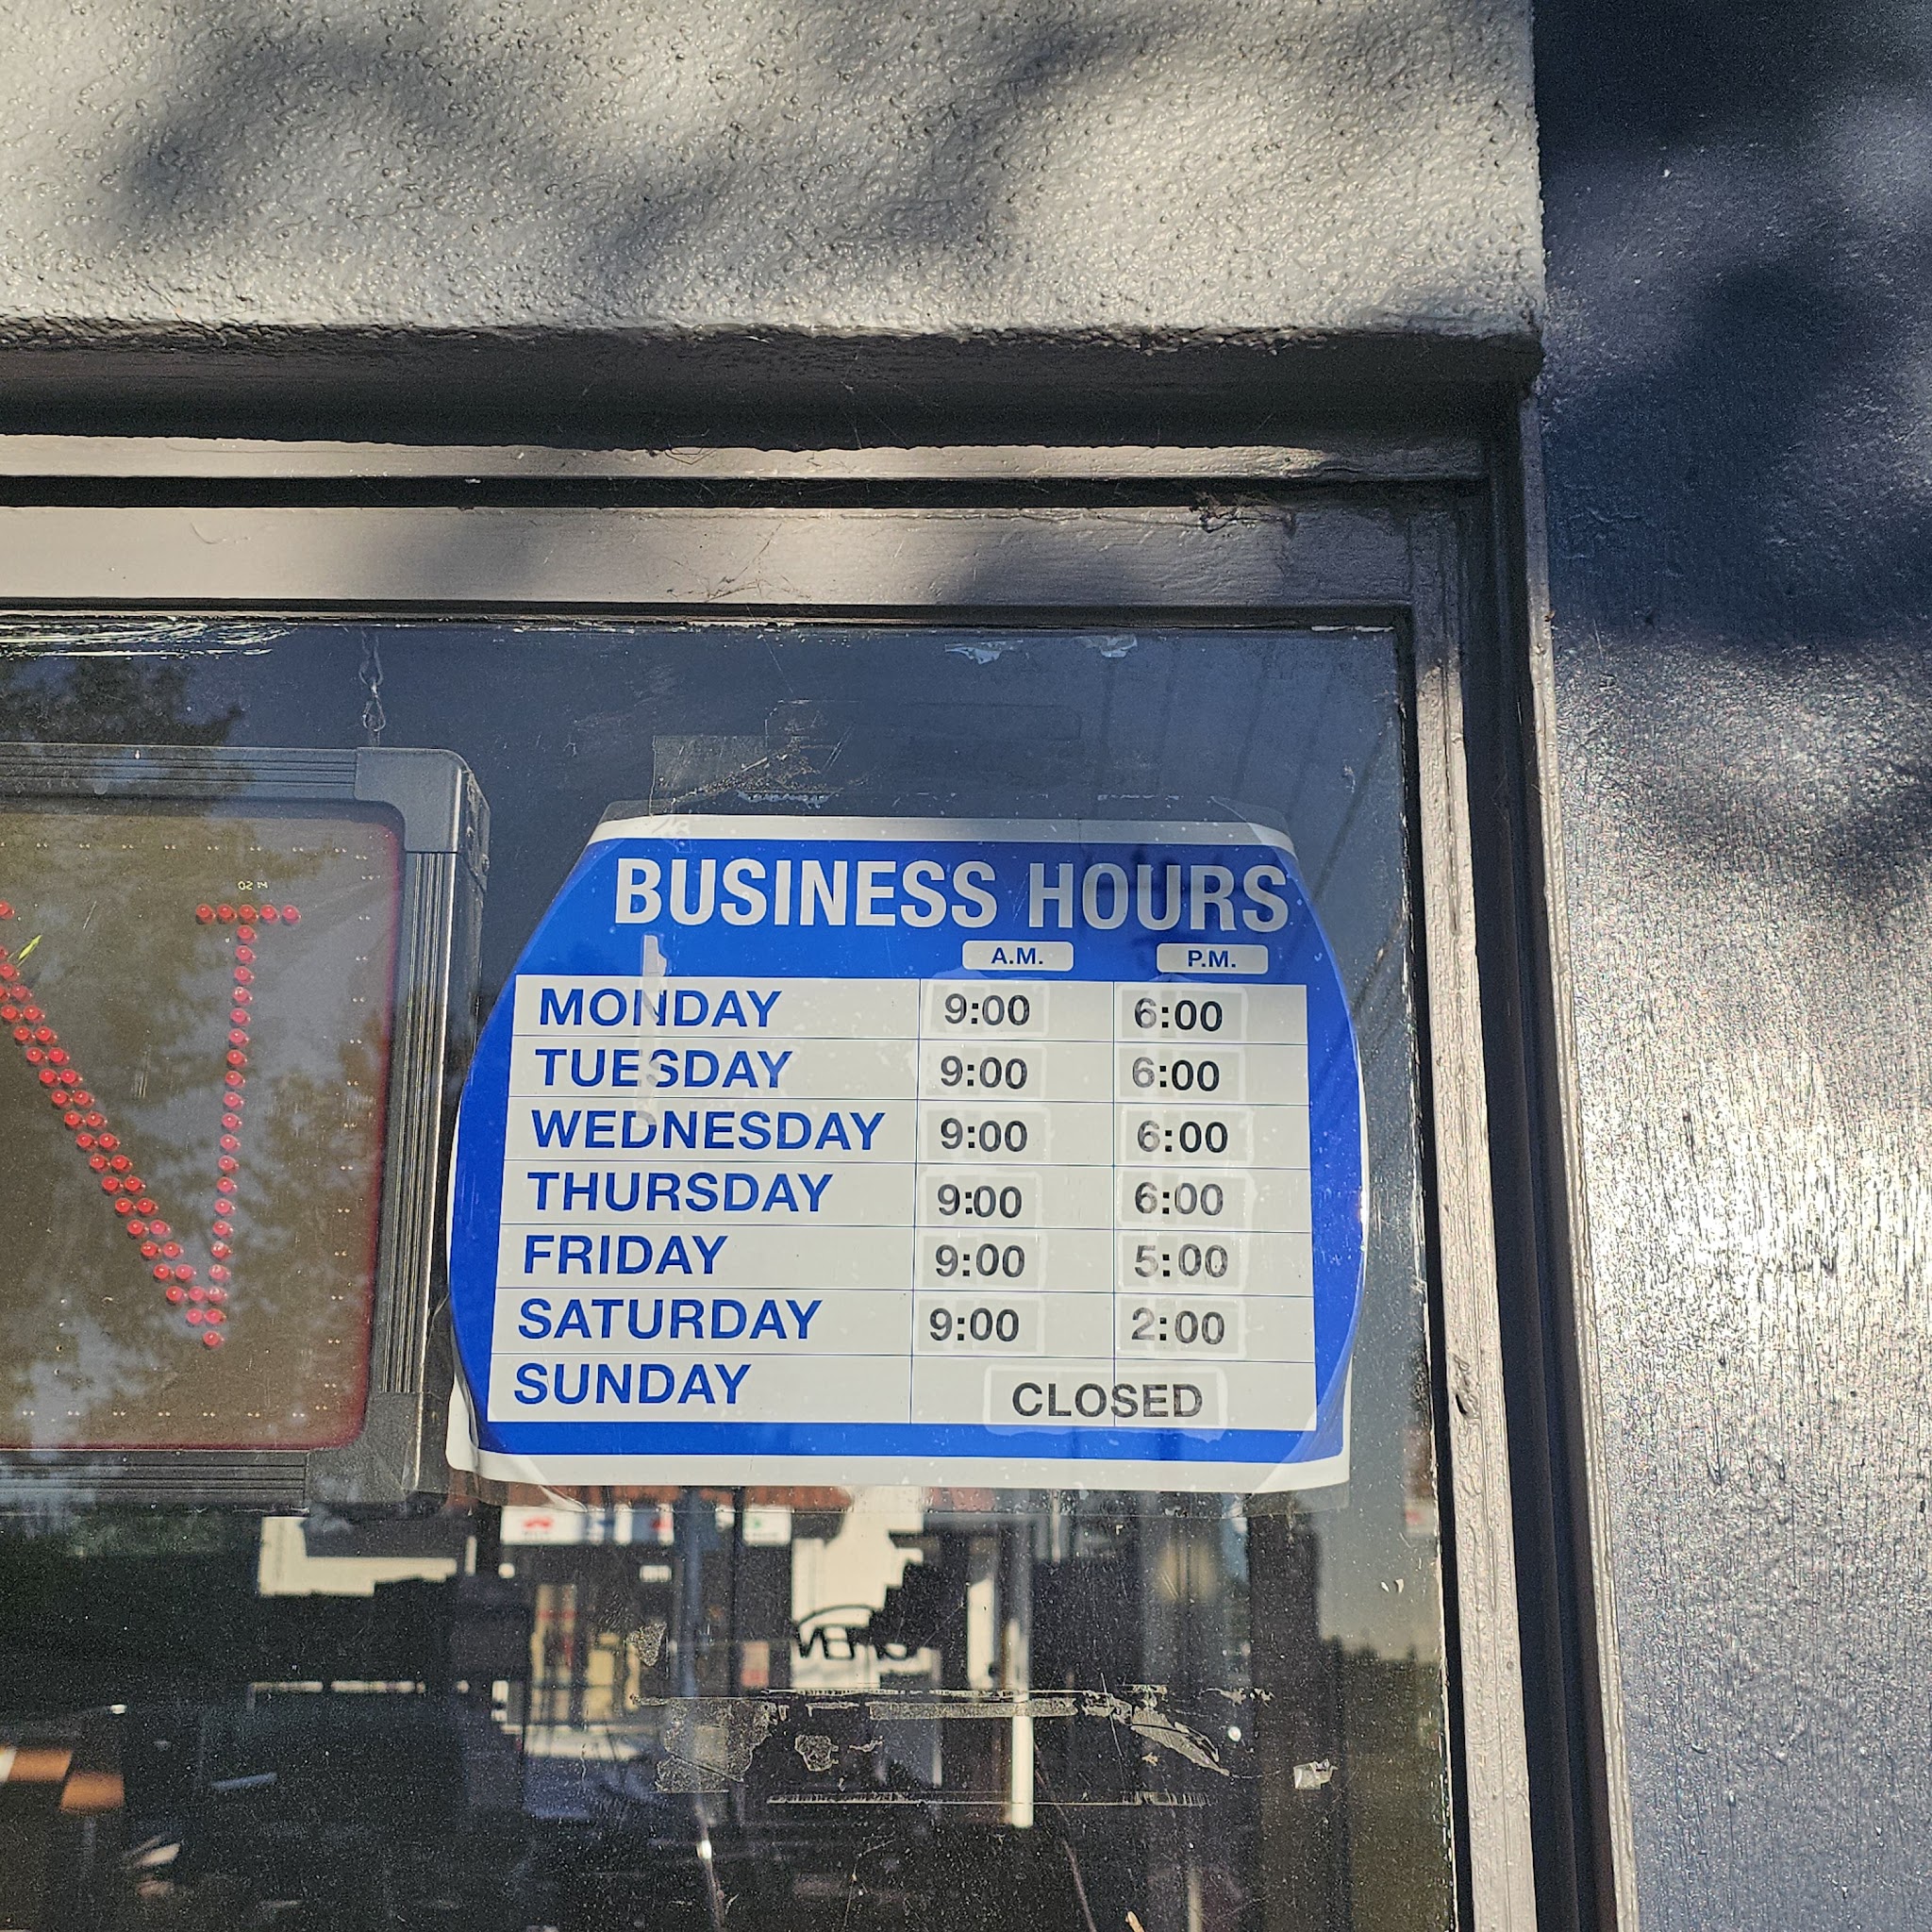 BUSINESS HOURS
A.M. P.M.
MONDAY 9:00 6:00
TUESDAY 9:00 6:00
WEDNESDAY 9:00 6:00
THURSDAY 9:00 6:00
FRIDAY 9:00 5:00
SATURDAY 9:00 2:00
SUNDAY CLOSED
N